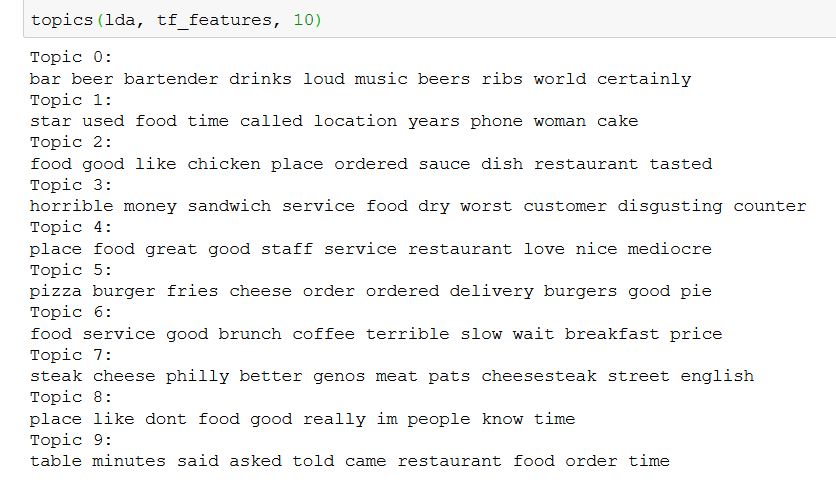 topics(lda, tf_features, 10)
Topic 0:
bar beer bartender drinks loud music beers ribs world certainly
Topic 1:
star used food time called location years phone woman cake
Topic 2:
food good like chicken place ordered sauce dish restaurant tasted
Topic 3:
horrible money sandwich service food dry worst customer disgusting counter
Topic 4:
place food great good staff service restaurant love nice mediocre
Topic 5:
pizza burger fries cheese order ordered delivery burgers good pie
Topic 6:
food service good brunch coffee terrible slow wait breakfast price
Topic 7:
steak cheese philly better genos meat pats cheesesteak street english
Topic 8:
place like dont food good really im people know time
Topic 9:
table minutes said asked told came restaurant food order time